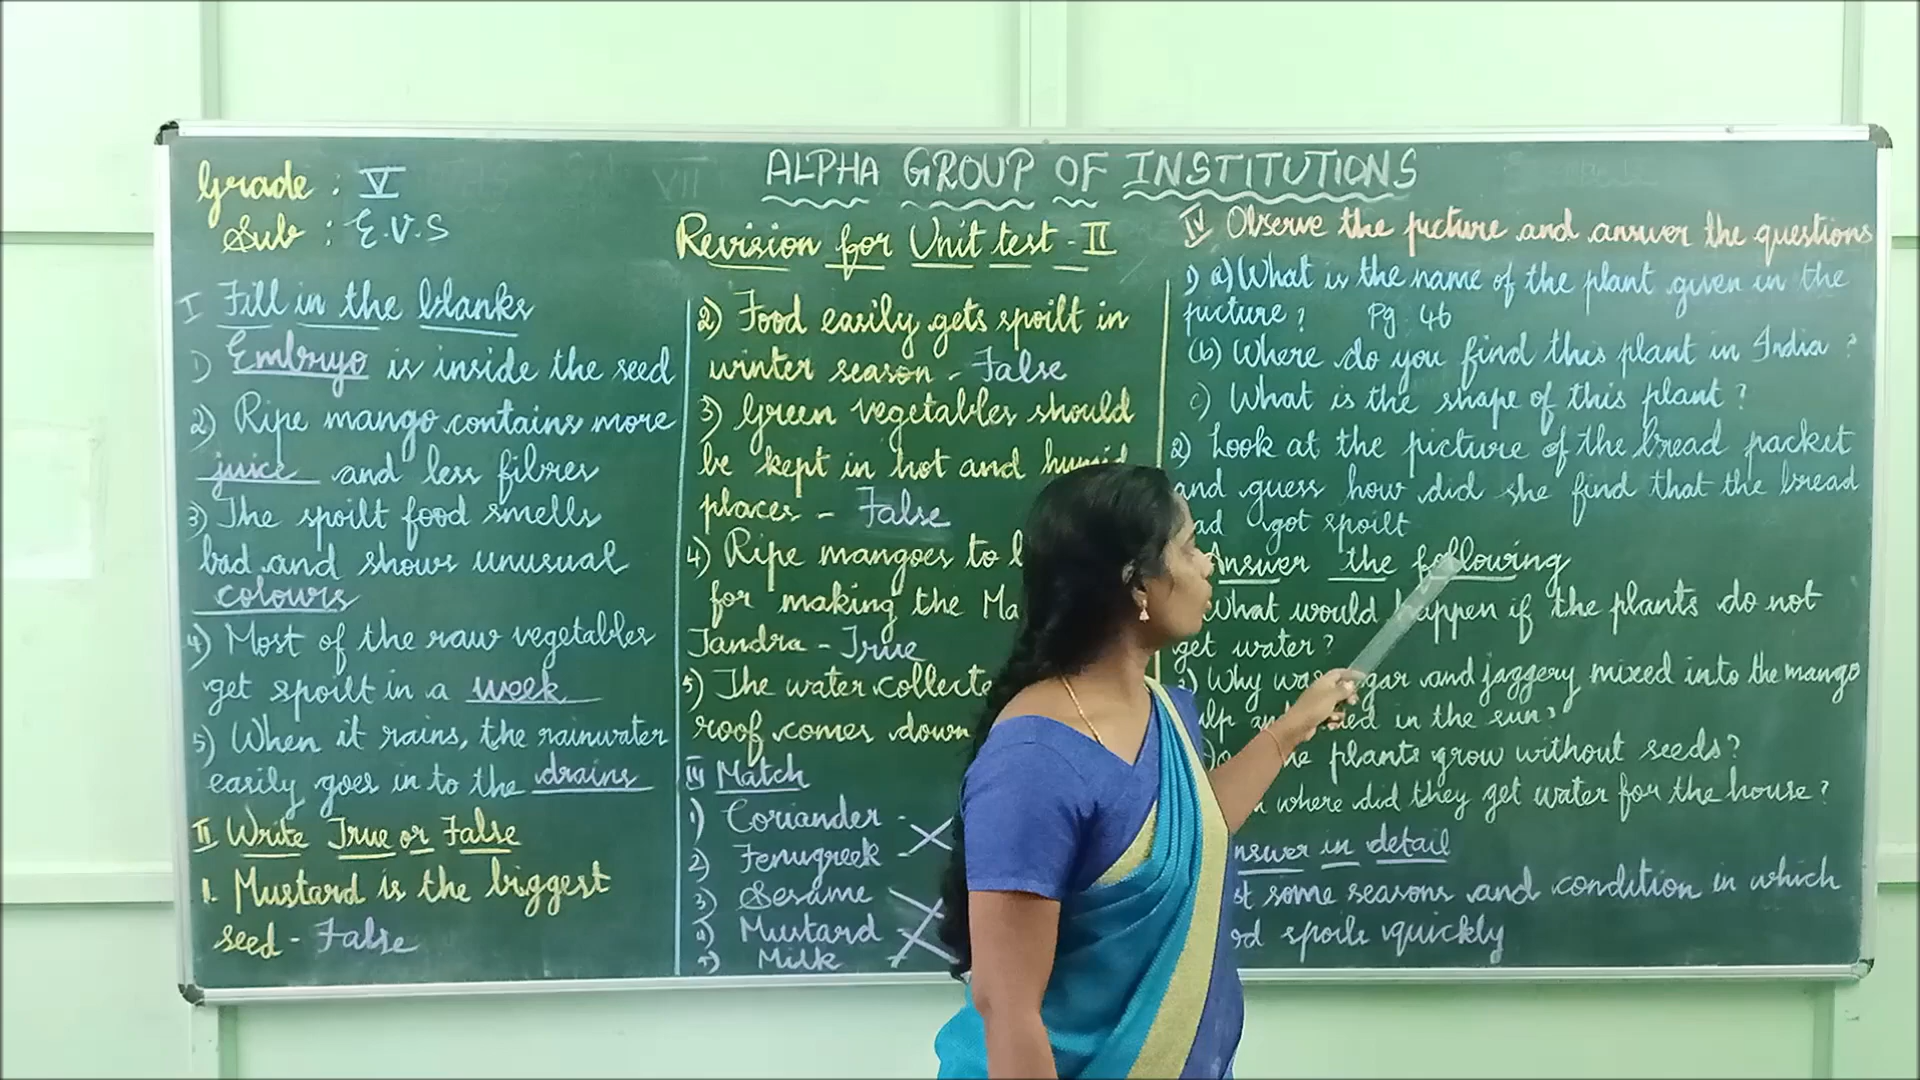 ALPHA GROUP OF INSTITUTIONS
Grade : V
Sub : E.V.S
Revision for Unit test - II
I Fill in the blanks
1) Embryo is inside the seed
2) Ripe mango contains more
juice and less fibres
3) The spoilt food smells
bad and shows unusual
colours
4) Most of the raw vegetables
get spoilt in a week
5) When it rains, the rainwater
easily goes in to the drains
II Write True or False
1. Mustard is the biggest
seed - False
2) Food easily gets spoilt in
winter season - False
3) Green vegetables should
be kept in hot and humid
places - False
4) Ripe mangoes to
for making the Ma
Jandra - True
5) The water collecte
roof comes down
III Match
1) Coriander -
2) Fenugreek -
3) Sesame
4) Mustard
5) Milk
IV Observe the picture and answer the questions
1) a) What is the name of the plant given in the
picture? Pg : 46
(b) Where do you find this plant in India ?
c) What is the shape of this plant ?
2) Look at the picture of the bread packet
and guess how did she find that the bread
ad got spoilt
Answer the following
What would happen if the plants do not
get water?
Why was gar and jaggery mixed into the mango
ulp and ied in the sun?
plants grow without seeds?
where did they get water for the house?
nswer in detail
st some seasons and condition in which
od spoils quickly